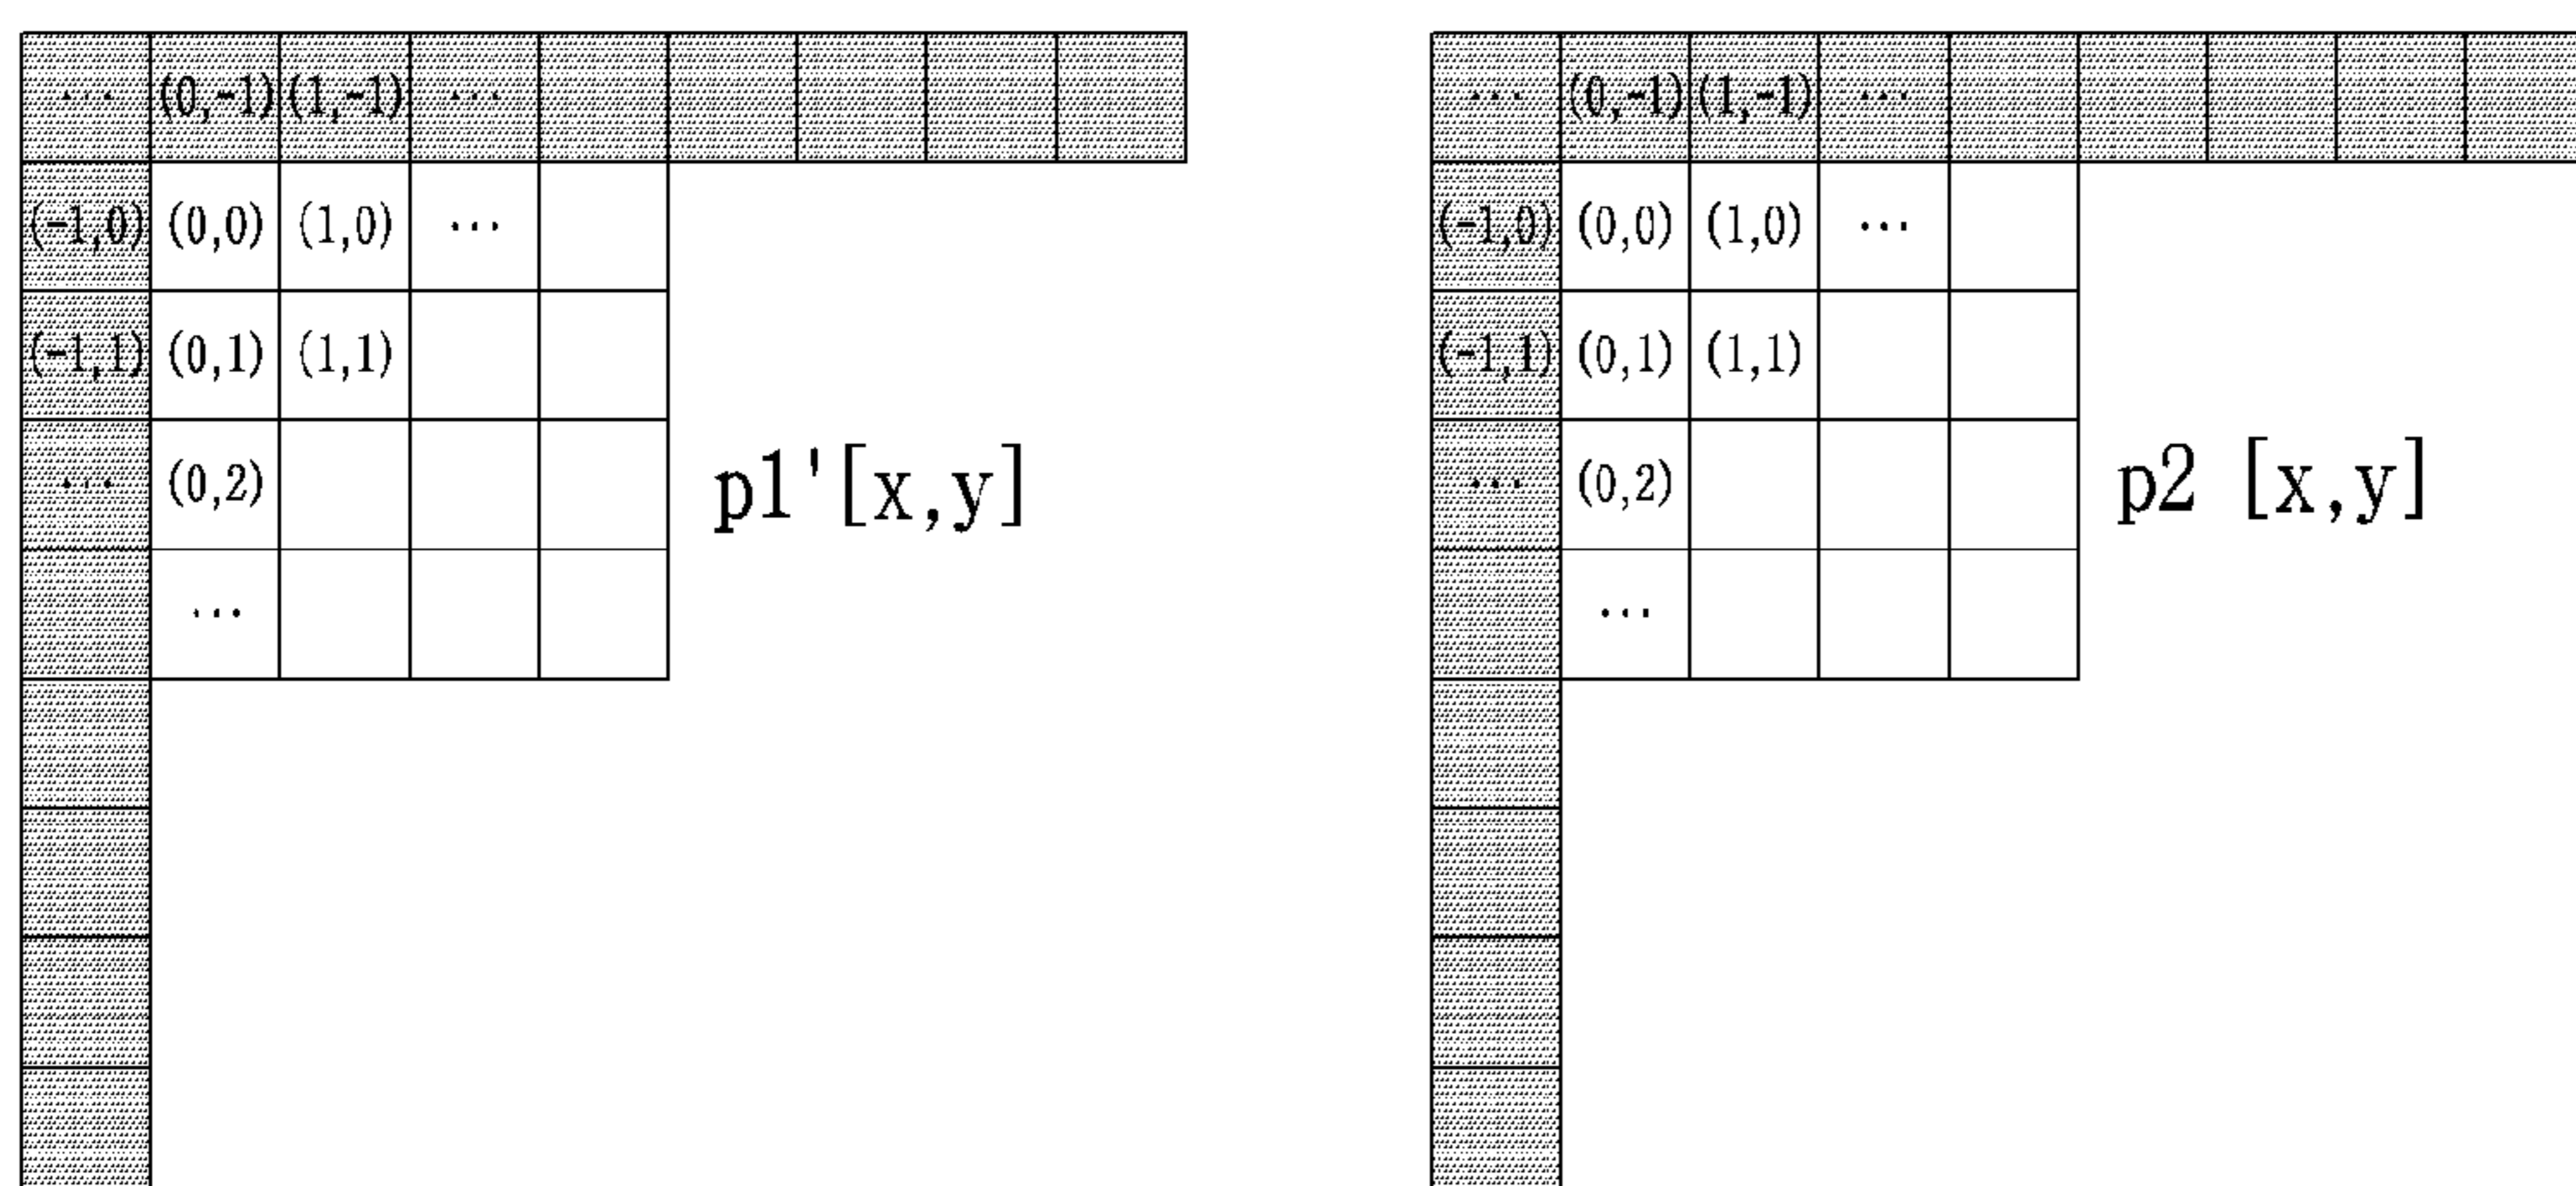 … (0,-1) (1,-1) …
(-1,0) (0,0) (1,0) …
(-1,1) (0,1) (1,1)
… (0,2)
…
p1'[x,y]
… (0,-1) (1,-1) …
(-1,0) (0,0) (1,0) …
(-1,1) (0,1) (1,1)
… (0,2)
…
p2 [x,y]